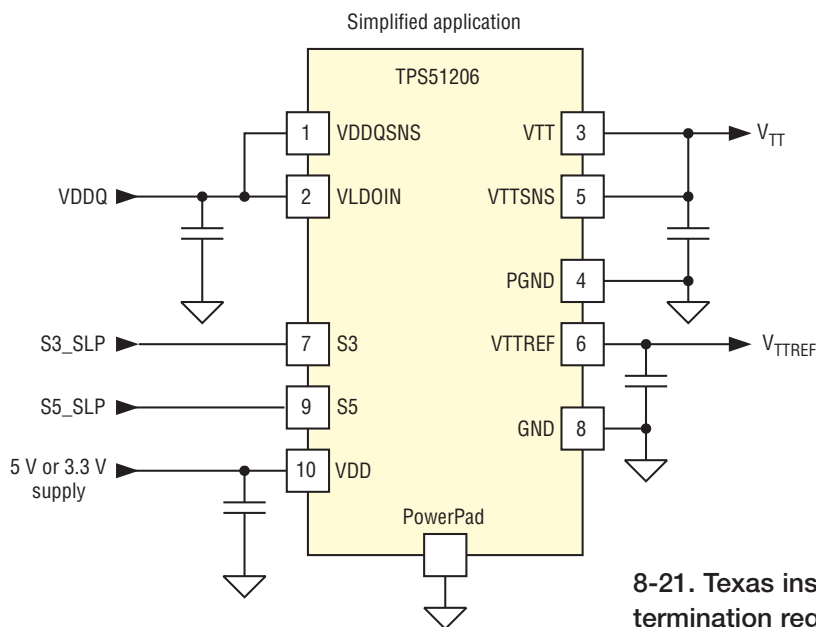 Simplified application
TPS51206
1 VDDQSNS
VTT 3
V_TT
VDDQ
2 VLDOIN
VTTSNS 5
PGND 4
S3_SLP
7 S3
VTTREF 6
V_TTREF
S5_SLP
9 S5
GND 8
5 V or 3.3 V
supply
10 VDD
PowerPad
8-21. Texas ins
termination req